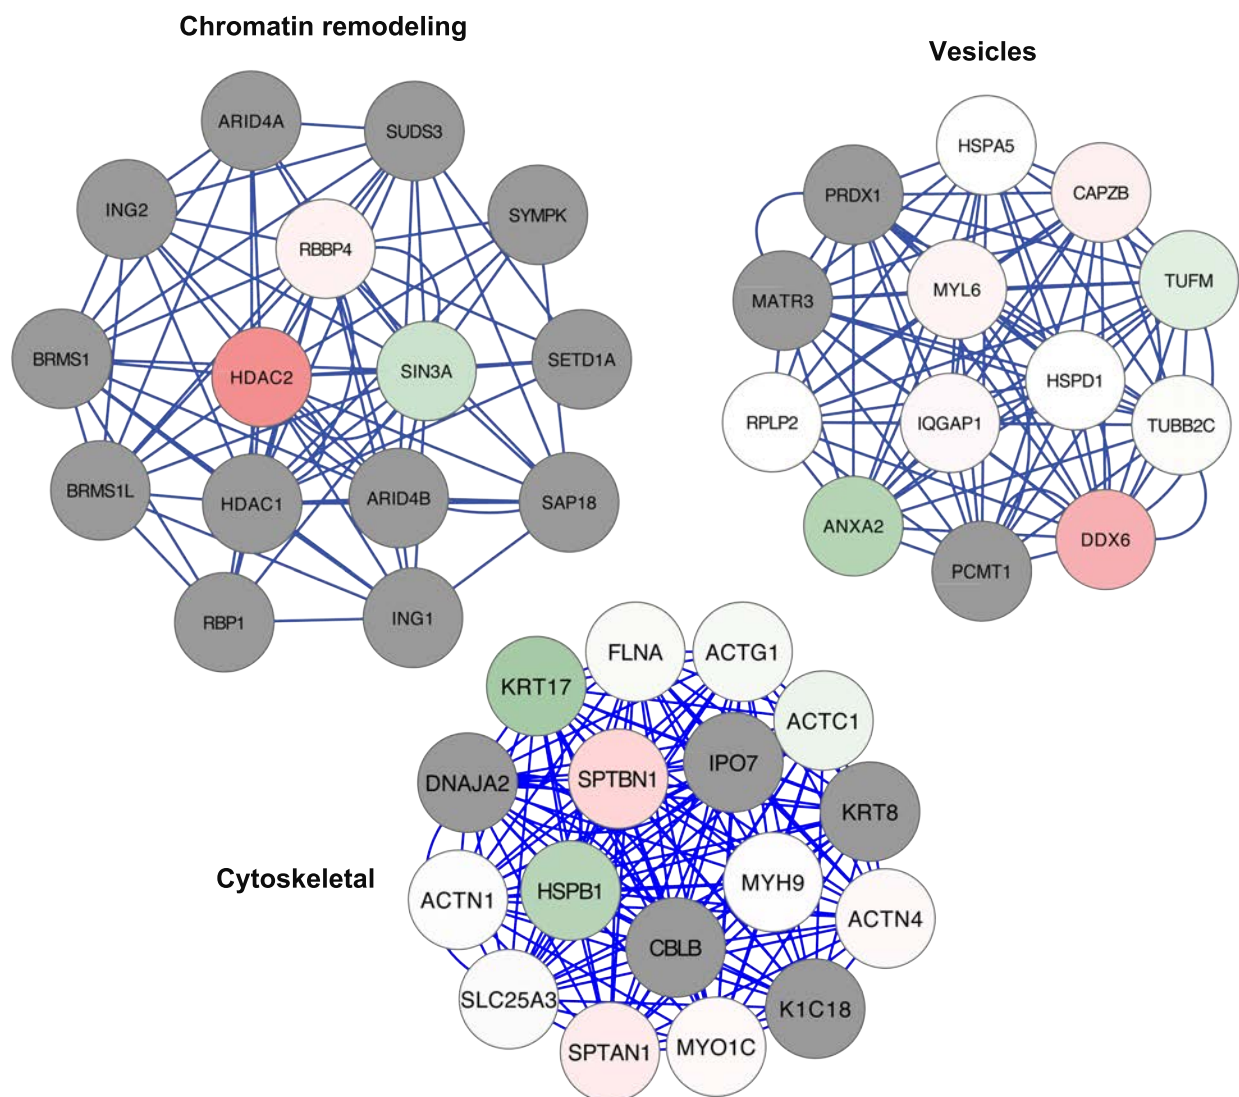 Chromatin remodeling
ARID4A
SUDS3
ING2
SYMPK
RBBP4
BRMS1
HDAC2
SIN3A
SETD1A
BRMS1L
HDAC1
ARID4B
SAP18
RBP1
ING1
Vesicles
HSPA5
PRDX1
CAPZB
MATR3
MYL6
TUFM
HSPD1
RPLP2
IQGAP1
TUBB2C
ANXA2
DDX6
PCMT1
Cytoskeletal
FLNA
ACTG1
KRT17
ACTC1
IPO7
SPTBN1
DNAJA2
KRT8
HSPB1
MYH9
ACTN1
ACTN4
CBLB
SLC25A3
K1C18
SPTAN1
MYO1C